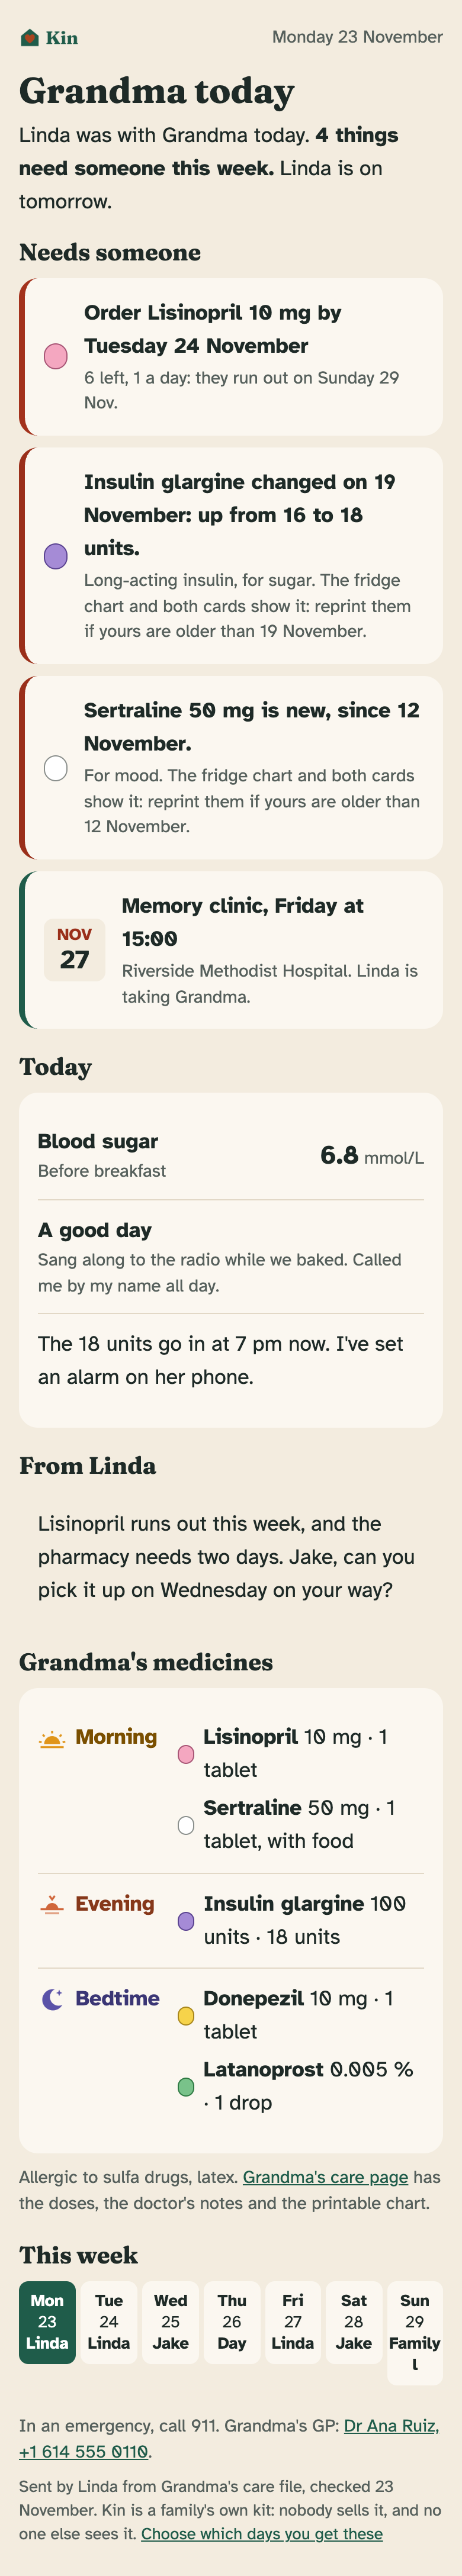 Kin
Monday 23 November
Grandma today
Linda was with Grandma today. 4 things
need someone this week. Linda is on
tomorrow.
Needs someone
Order Lisinopril 10 mg by
Tuesday 24 November
6 left, 1 a day: they run out on Sunday 29
Nov.
Insulin glargine changed on 19
November: up from 16 to 18
units.
Long-acting insulin, for sugar. The fridge
chart and both cards show it: reprint them
if yours are older than 19 November.
Sertraline 50 mg is new, since 12
November.
For mood. The fridge chart and both cards
show it: reprint them if yours are older than
12 November.
NOV
27
Memory clinic, Friday at
15:00
Riverside Methodist Hospital. Linda is
taking Grandma.
Today
Blood sugar
Before breakfast
6.8 mmol/L
A good day
Sang along to the radio while we baked. Called
me by my name all day.
The 18 units go in at 7 pm now. I've set
an alarm on her phone.
From Linda
Lisinopril runs out this week, and the
pharmacy needs two days. Jake, can you
pick it up on Wednesday on your way?
Grandma's medicines
Morning
Lisinopril 10 mg · 1
tablet
Sertraline 50 mg · 1
tablet, with food
Evening
Insulin glargine 100
units · 18 units
Bedtime
Donepezil 10 mg · 1
tablet
Latanoprost 0.005 %
· 1 drop
Allergic to sulfa drugs, latex. Grandma's care page has
the doses, the doctor's notes and the printable chart.
This week
Mon
23
Linda
Tue
24
Linda
Wed
25
Jake
Thu
26
Day
Fri
27
Linda
Sat
28
Jake
Sun
29
Family
l
In an emergency, call 911. Grandma's GP: Dr Ana Ruiz,
+1 614 555 0110.
Sent by Linda from Grandma's care file, checked 23
November. Kin is a family's own kit: nobody sells it, and no
one else sees it. Choose which days you get these